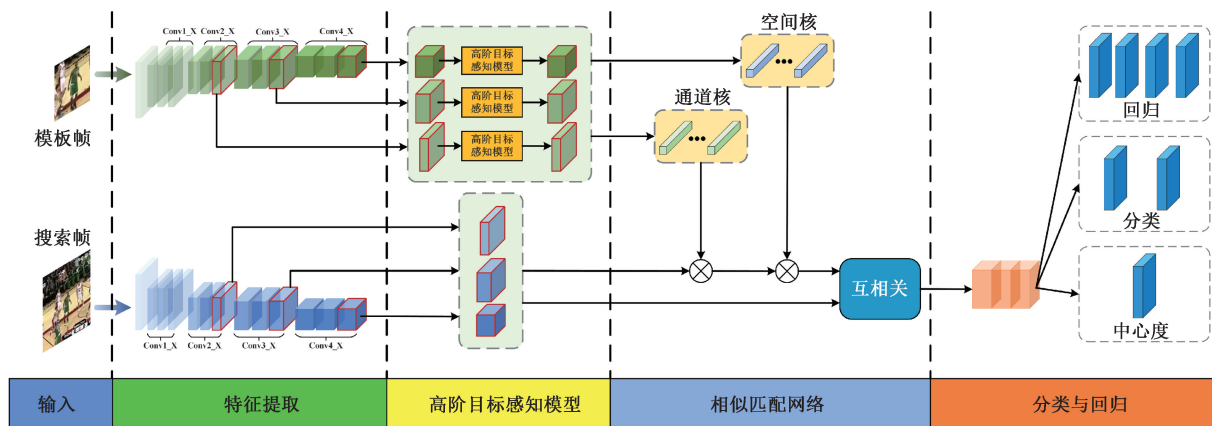 Conv1_X
Conv2_X
Conv3_X
Conv4_X
模板帧
高阶目标
感知模型
高阶目标
感知模型
高阶目标
感知模型
空间核
•••
通道核
•••
回归
分类
中心度
搜索帧
Conv1_X
Conv2_X
Conv3_X
Conv4_X
互相关
输入
特征提取
高阶目标感知模型
相似匹配网络
分类与回归